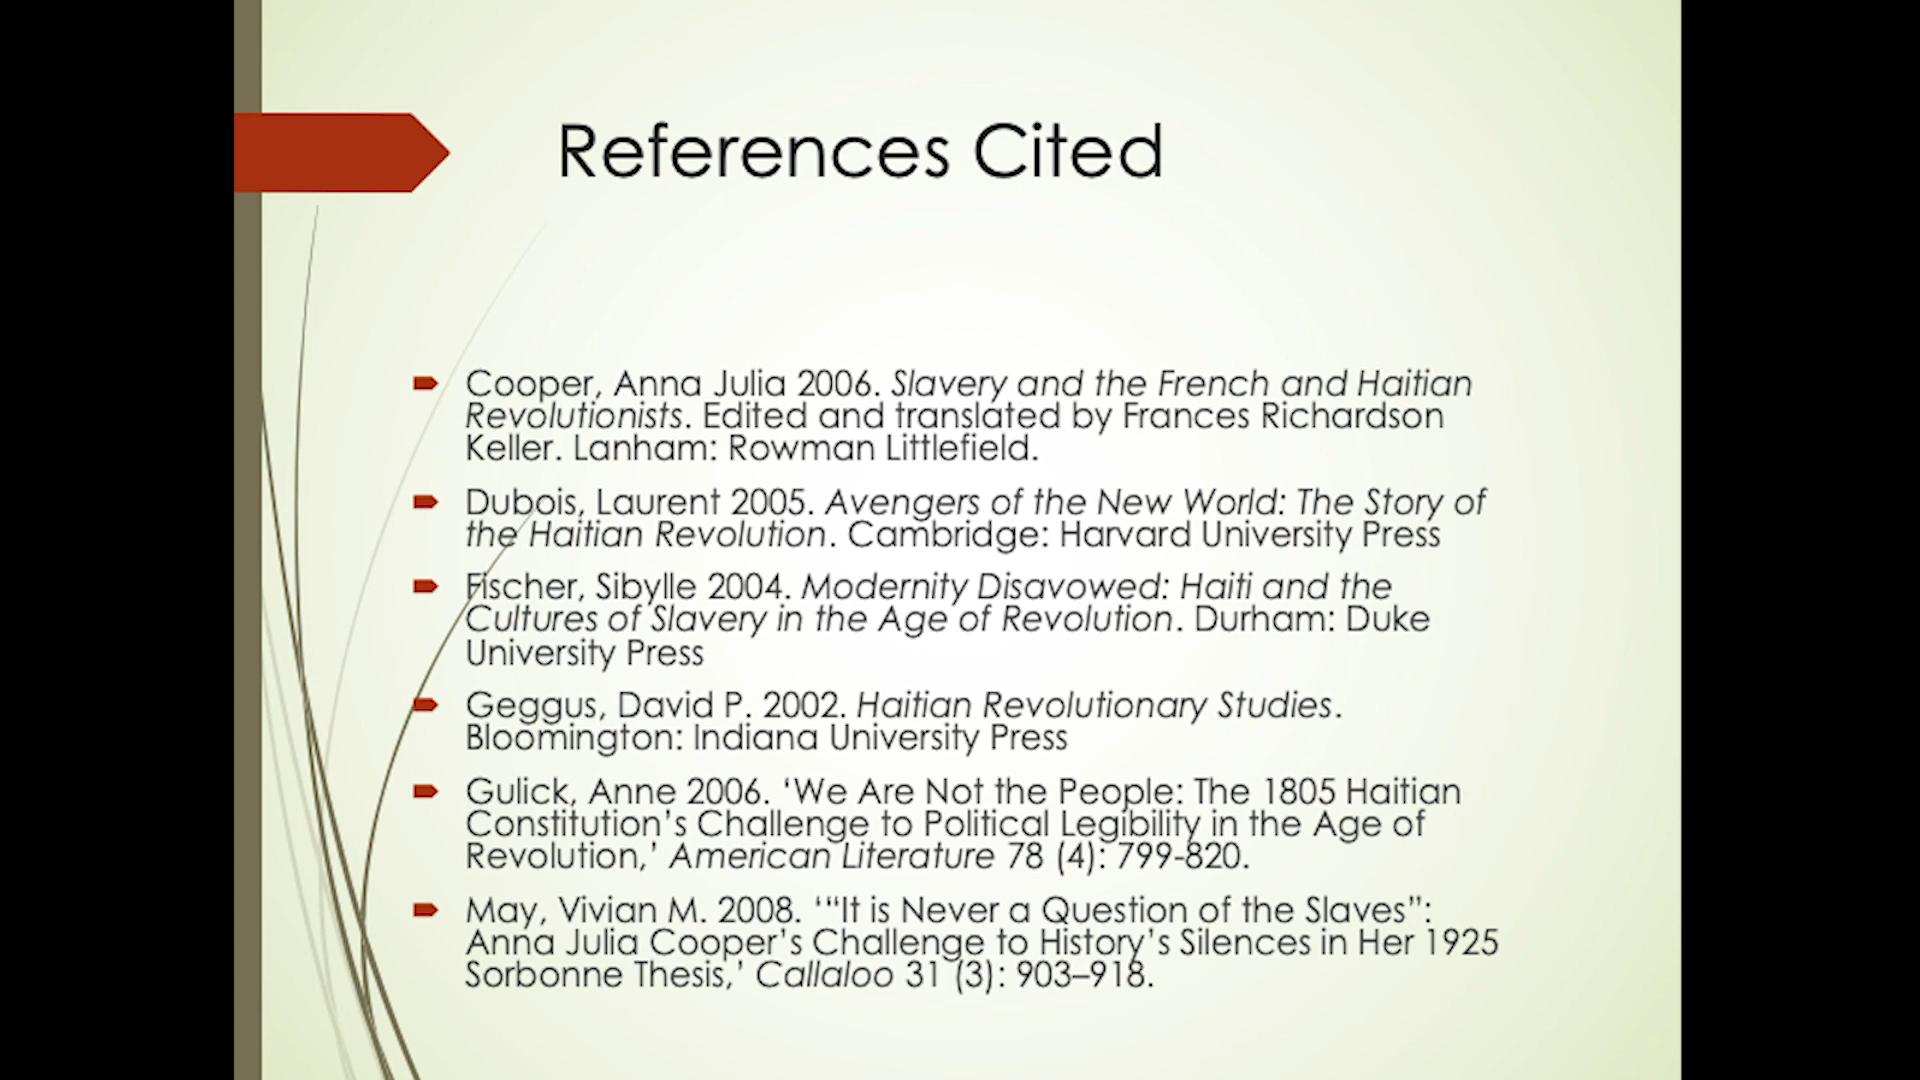 References Cited
Cooper, Anna Julia 2006. Slavery and the French and Haitian
Revolutionists. Edited and translated by Frances Richardson
Keller. Lanham: Rowman Littlefield.
Dubois, Laurent 2005. Avengers of the New World: The Story of
the Haitian Revolution. Cambridge: Harvard University Press
Fischer, Sibylle 2004. Modernity Disavowed: Haiti and the
Cultures of Slavery in the Age of Revolution. Durham: Duke
University Press
Geggus, David P. 2002. Haitian Revolutionary Studies.
Bloomington: Indiana University Press
Gulick, Anne 2006. ‘We Are Not the People: The 1805 Haitian
Constitution’s Challenge to Political Legibility in the Age of
Revolution,’ American Literature 78 (4): 799-820.
May, Vivian M. 2008. ‘“It is Never a Question of the Slaves”:
Anna Julia Cooper’s Challenge to History’s Silences in Her 1925
Sorbonne Thesis,’ Callaloo 31 (3): 903–918.